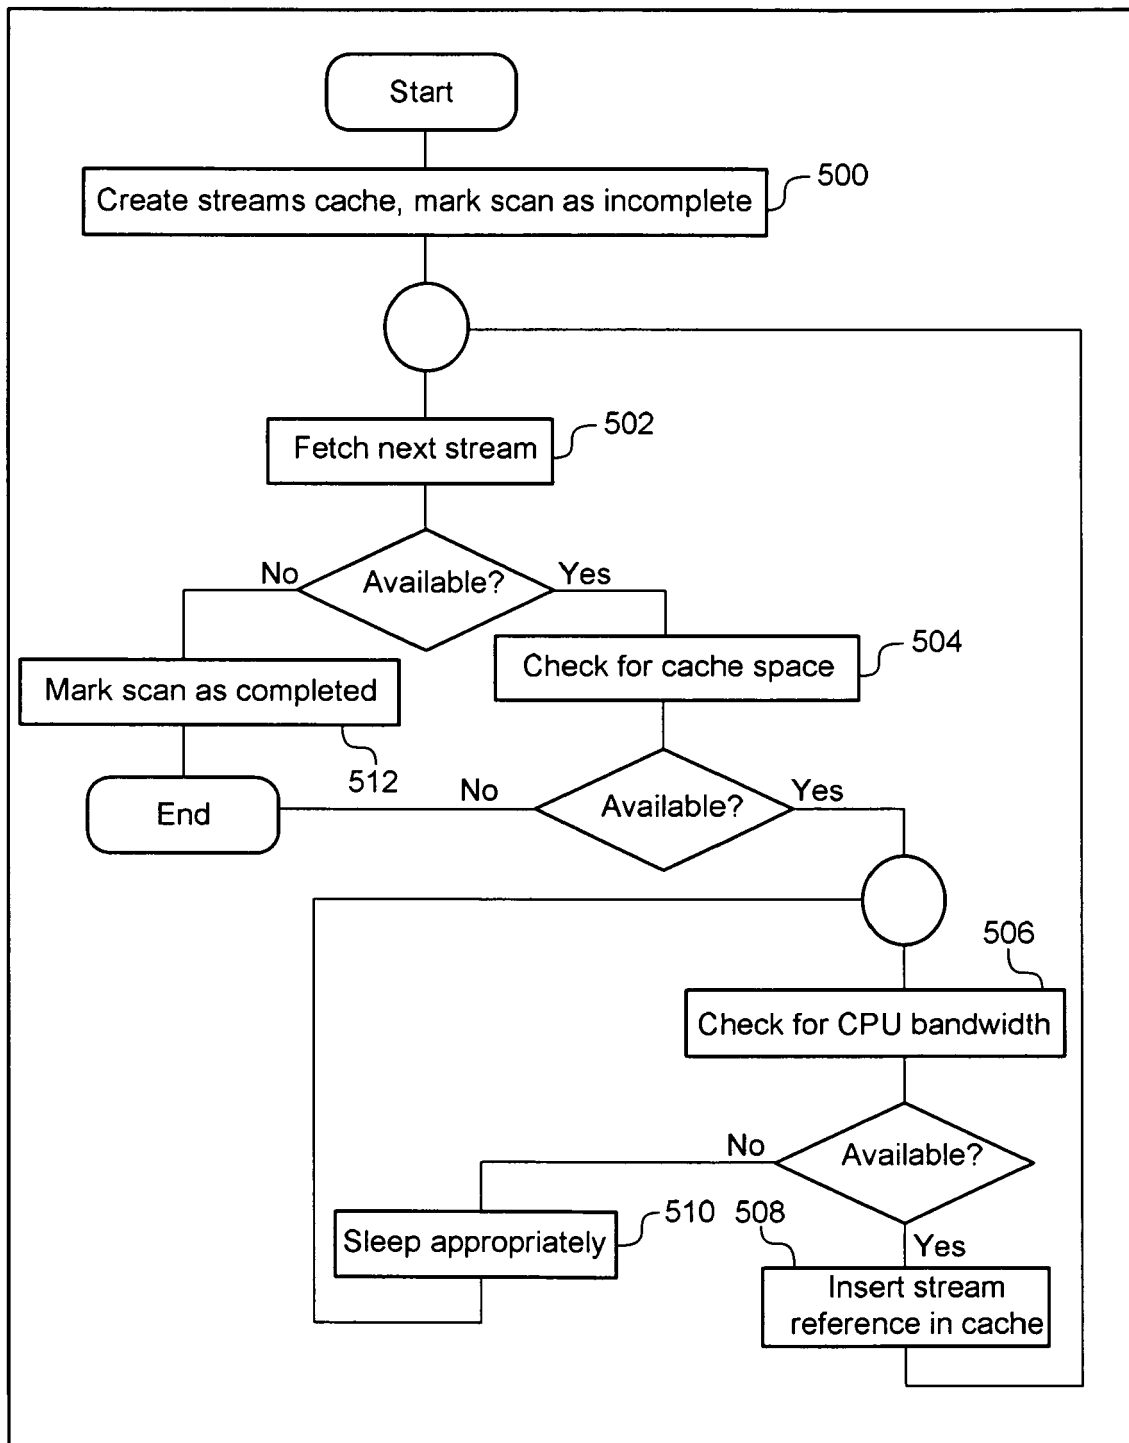 Start
Create streams cache, mark scan as incomplete
500
Fetch next stream
502
No
Available?
Yes
Mark scan as completed
512
Check for cache space
504
End
No
Available?
Yes
506
Check for CPU bandwidth
No
Available?
Sleep appropriately
510
508
Yes
Insert stream
reference in cache